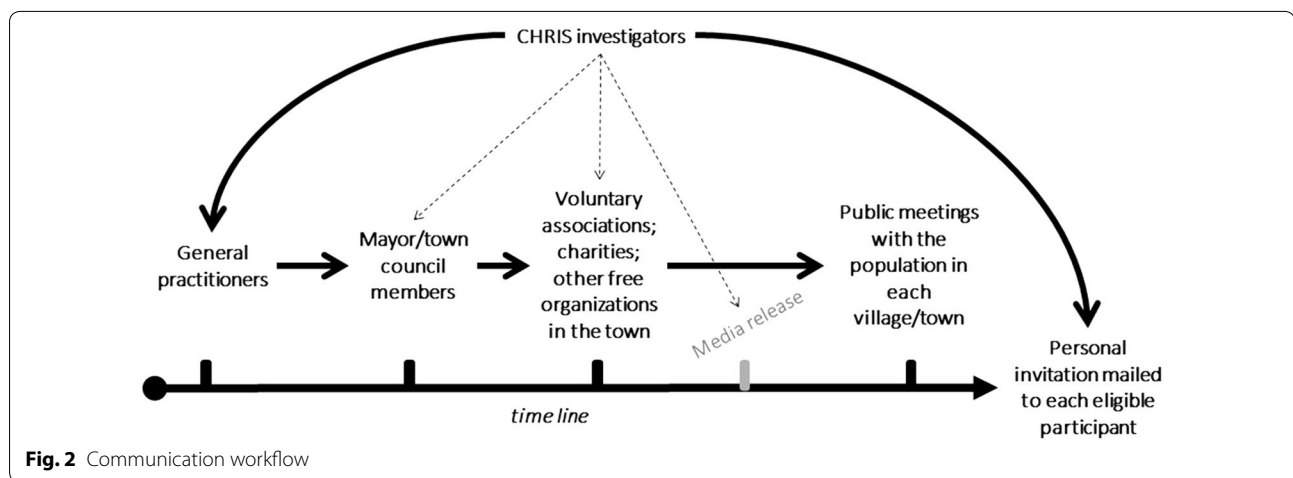 CHRIS investigators
General
practitioners
Mayor/town
council
members
Voluntary
associations;
charities;
other free
organizations
in the town
Media release
Public meetings
with the
population in
each
village/town
Personal
invitation mailed
to each eligible
participant
time line
Fig. 2 Communication workflow